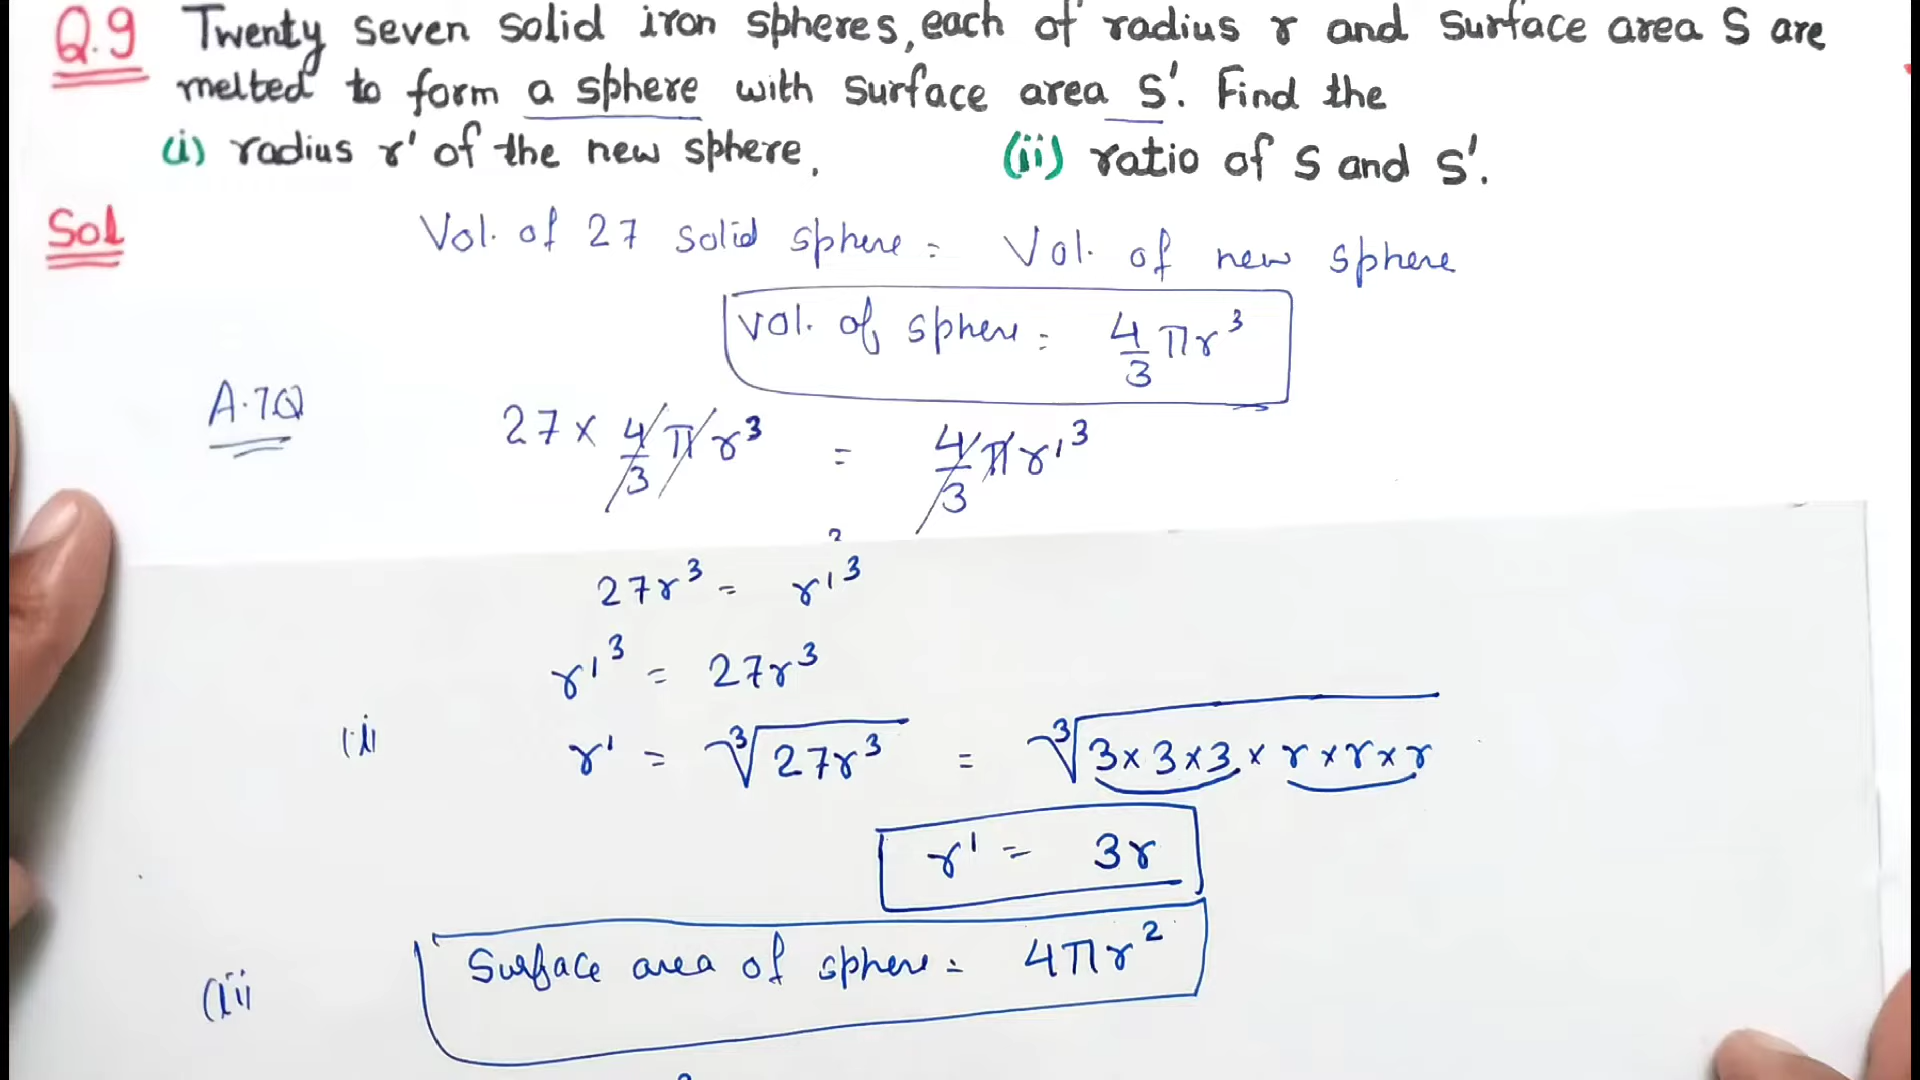 Q.9 Twenty seven solid iron spheres, each of radius r and surface area S are
melted to form a sphere with surface area S'. Find the
(i) radius r' of the new sphere, (ii) ratio of S and S'.
Sol Vol. of 27 solid sphere = Vol. of new sphere
Vol. of sphere = 4/3 πr³
A.T.Q 27 × 4/3 πr³ = 4/3 πr'³
27r³ = r'³
r'³ = 27r³
(i) r' = ∛27r³ = ∛3×3×3×r×r×r
r' = 3r
(ii) Surface area of sphere = 4πr²